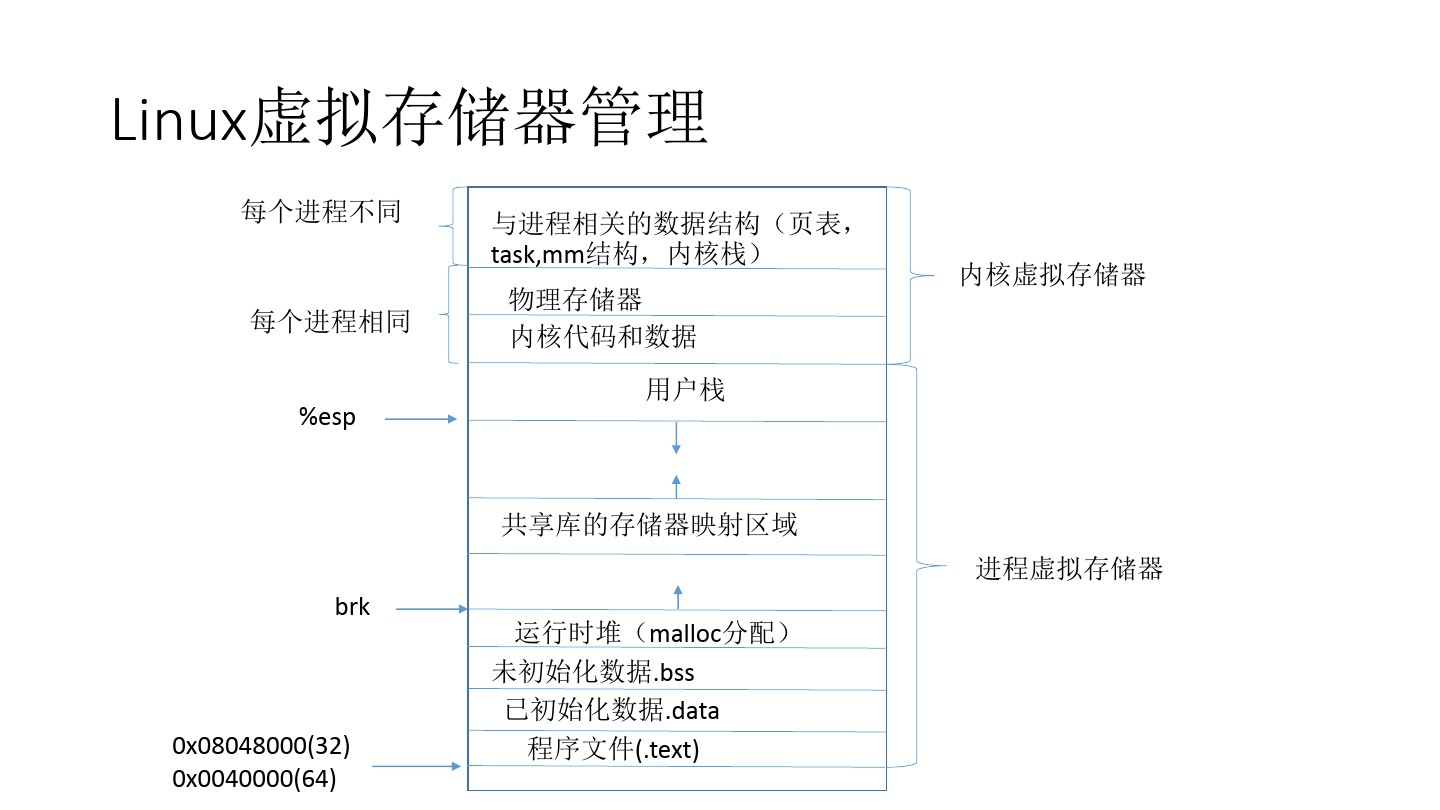 Linux虚拟存储器管理
每个进程不同
与进程相关的数据结构（页表，
task,mm结构，内核栈）
内核虚拟存储器
物理存储器
每个进程相同
内核代码和数据
用户栈
%esp
共享库的存储器映射区域
进程虚拟存储器
brk
运行时堆（malloc分配）
未初始化数据.bss
已初始化数据.data
程序文件(.text)
0x08048000(32)
0x0040000(64)